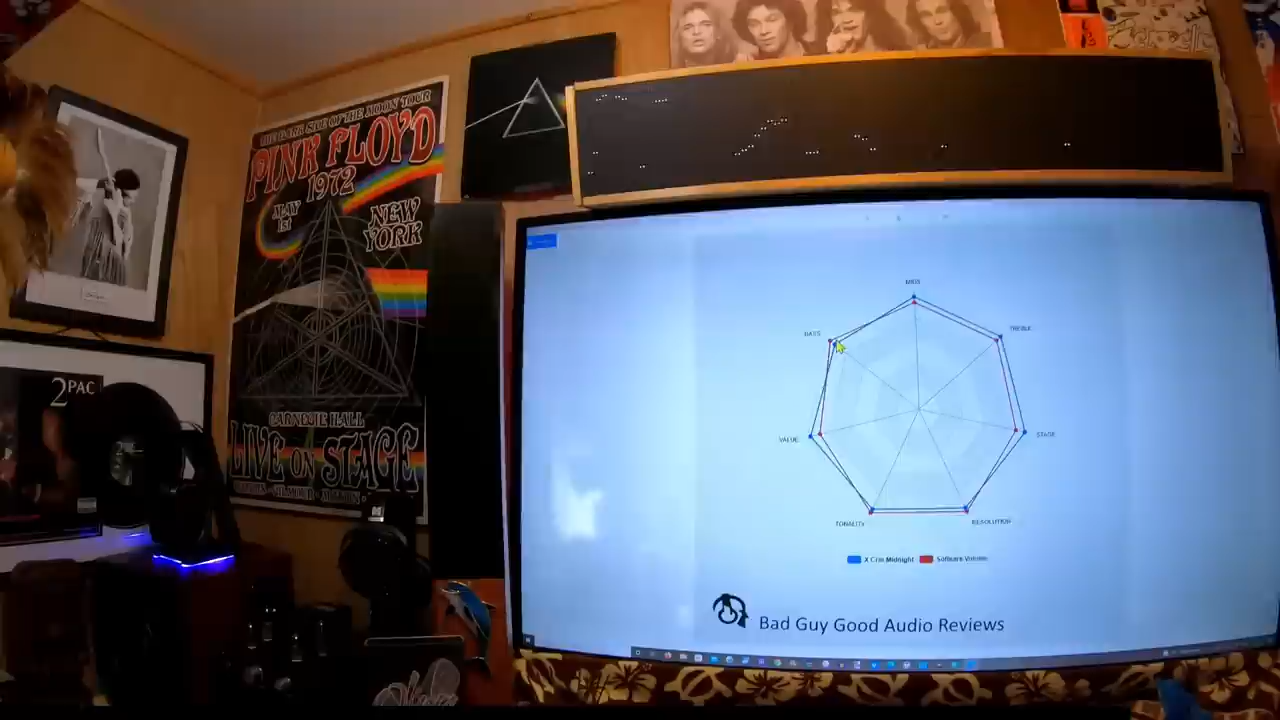 THE DARK SIDE OF THE MOON TOUR
PINK FLOYD
1972
MAY
1st
NEW
YORK
CARNEGIE HALL
LIVE ON STAGE
2PAC
MIDS
TREBLE
BASS
VALUE
STAGE
TONALITY
RESOLUTION
X Crin Midnight
Software Volume
Bad Guy Good Audio Reviews